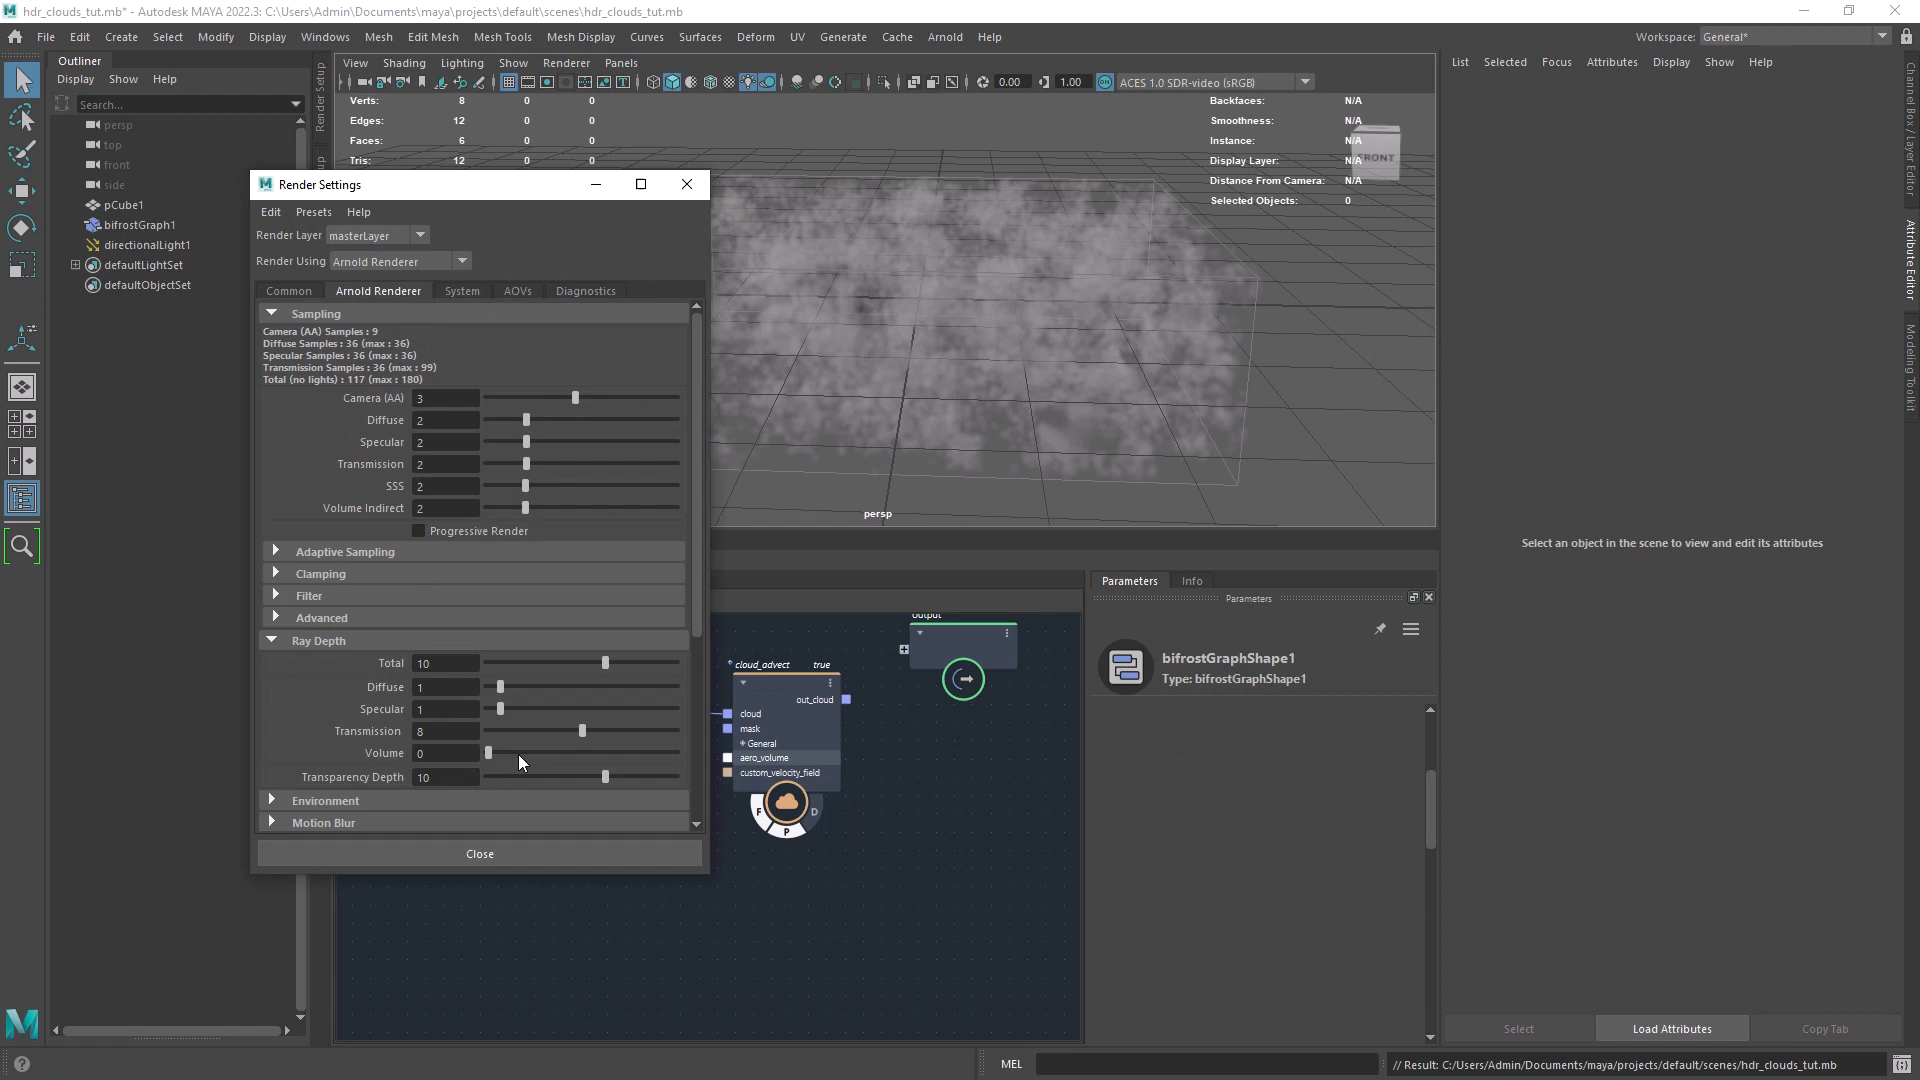 hdr_clouds_tut.mb* - Autodesk MAYA 2022.3: C:\Users\Admin\Documents\maya\projects\default\scenes\hdr_clouds_tut.mb
File Edit Create Select Modify Display Windows Mesh Edit Mesh Mesh Tools Mesh Display Curves Surfaces Deform UV Generate Cache Arnold Help
Workspace: General*
Outliner
Display Show Help
Search...
persp
top
front
side
pCube1
bifrostGraph1
directionalLight1
defaultLightSet
defaultObjectSet
Render Setup
View Shading Lighting Show Renderer Panels
0.00 1.00 ACES 1.0 SDR-video (sRGB)
Verts: 8 0 0
Edges: 12 0 0
Faces: 6 0 0
Tris: 12 0 0
Backfaces: N/A
Smoothness: N/A
Instance: N/A
Display Layer: N/A
Distance From Camera: N/A
Selected Objects: 0
FRONT
persp
Render Settings
Edit Presets Help
Render Layer masterLayer
Render Using Arnold Renderer
Common Arnold Renderer System AOVs Diagnostics
Sampling
Camera (AA) Samples : 9
Diffuse Samples : 36 (max : 36)
Specular Samples : 36 (max : 36)
Transmission Samples : 36 (max : 99)
Total (no lights) : 117 (max : 180)
Camera (AA) 3
Diffuse 2
Specular 2
Transmission 2
SSS 2
Volume Indirect 2
Progressive Render
Adaptive Sampling
Clamping
Filter
Advanced
Ray Depth
Total 10
Diffuse 1
Specular 1
Transmission 8
Volume 0
Transparency Depth 10
Environment
Motion Blur
Close
output
cloud_advect true
out_cloud
cloud
mask
General
aero_volume
custom_velocity_field
F
P
D
Parameters Info
Parameters
bifrostGraphShape1
Type: bifrostGraphShape1
List Selected Focus Attributes Display Show Help
Select an object in the scene to view and edit its attributes
Select Load Attributes Copy Tab
Channel Box / Layer Editor
Attribute Editor
Modeling Toolkit
MEL
// Result: C:/Users/Admin/Documents/maya/projects/default/scenes/hdr_clouds_tut.mb